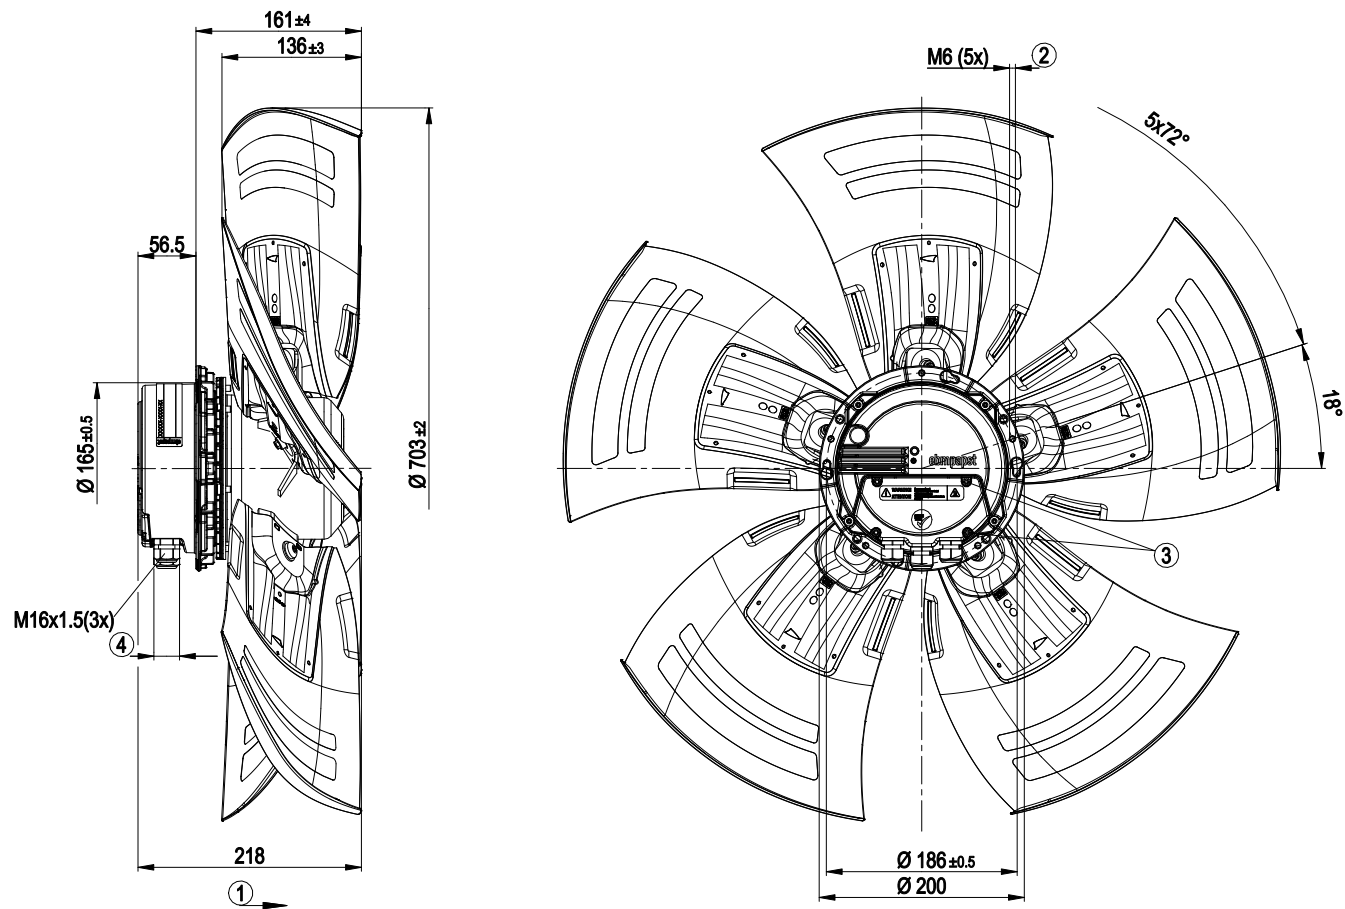 161±4
136±3
M6 (5x) 2
5x72°
56.5
18°
Ø 165±0.5
Ø 703±2
ebmpapst
3
M16x1.5(3x)
4
218
Ø 186±0.5
Ø 200
1